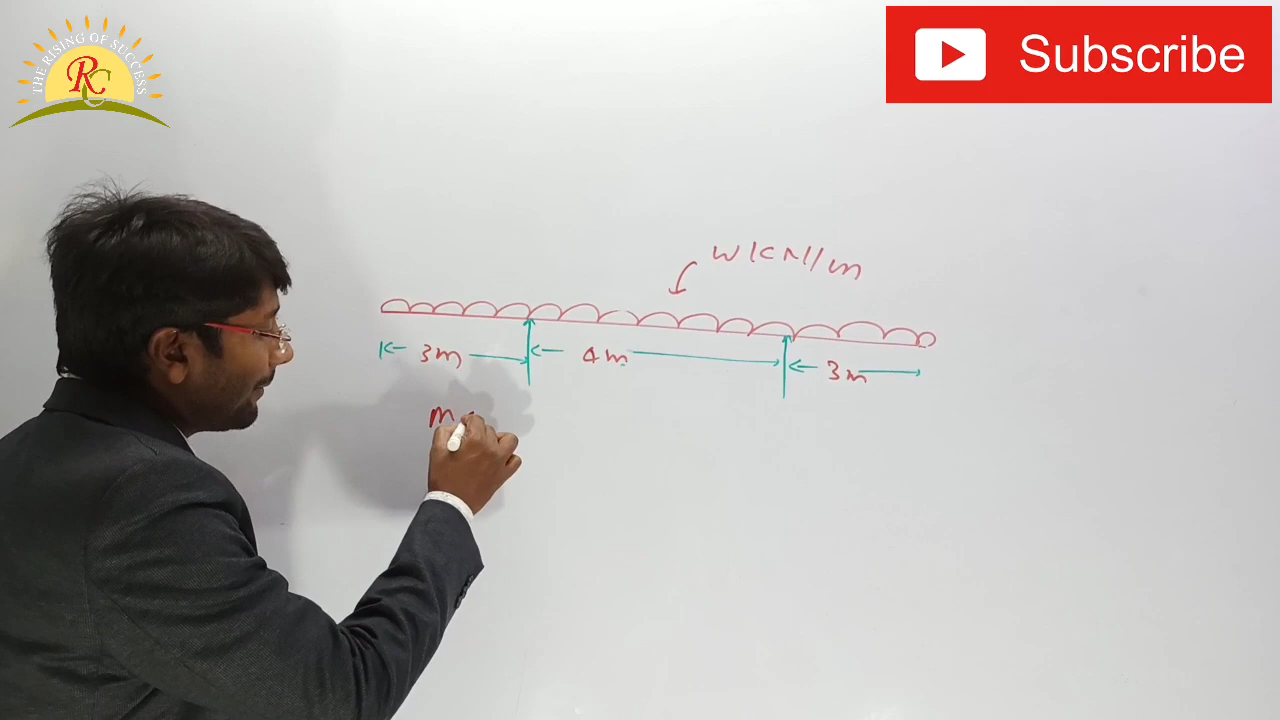 THE RISING OF SUCCESS
RC
Subscribe
w kN/m
3m
4m
3m
M